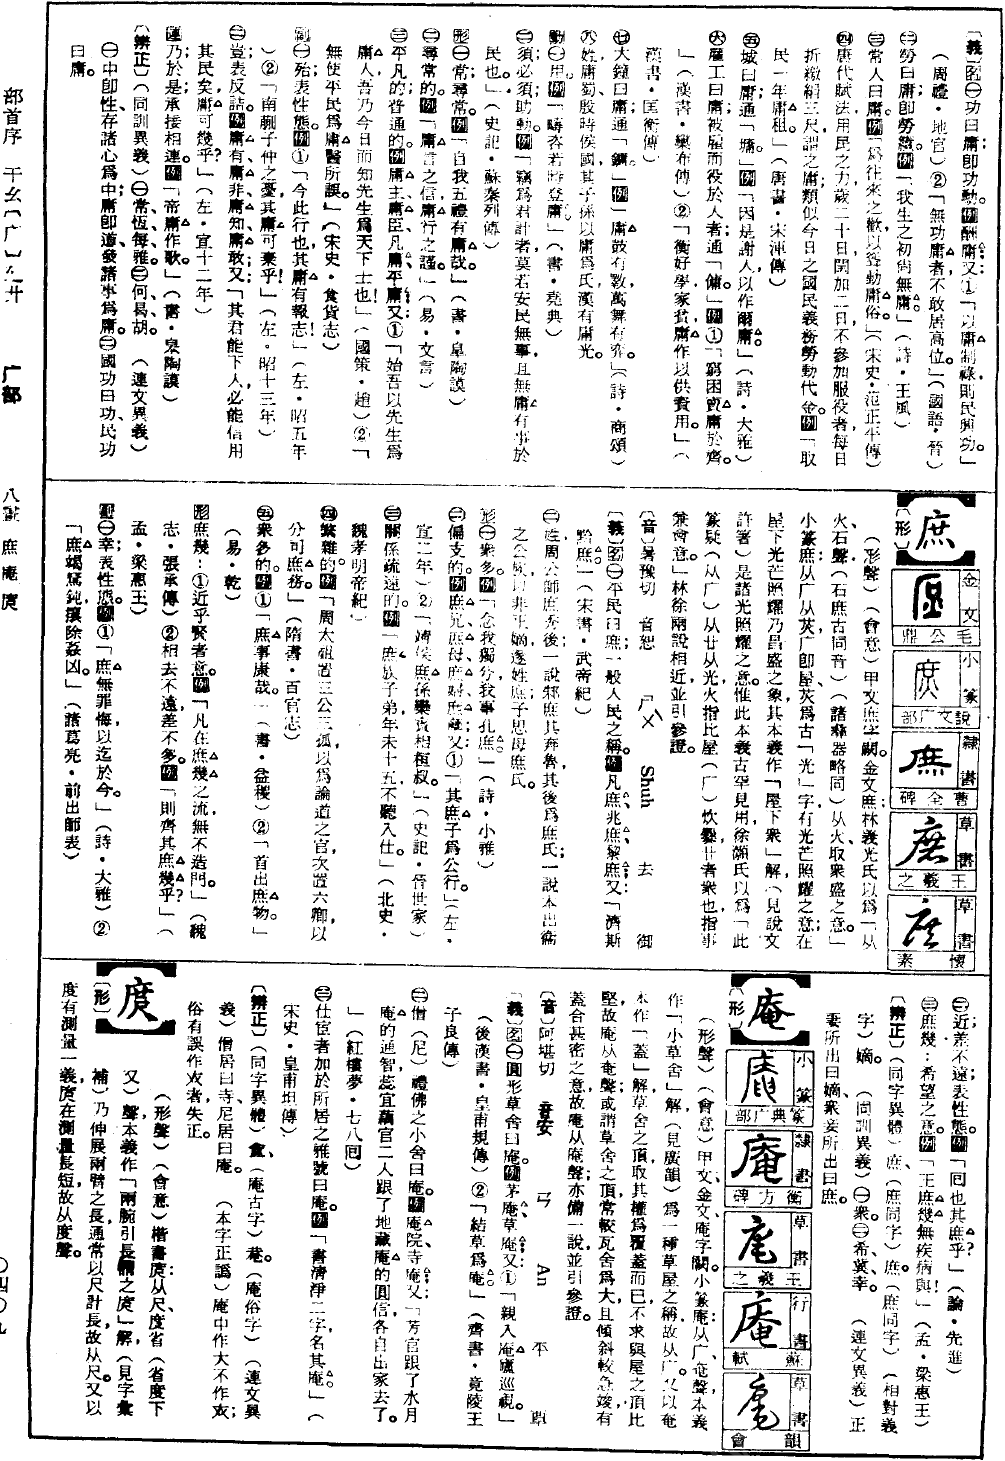 部首序 干幺广廴廾 广部 八畫 庶庵庹 〇四〇九
〔義〕㊀功曰庸;卽功勳。例酬庸。又:①「以庸制祿,則民興功。」
(周禮・地官)②「無功庸者,不敢居高位。」(國語・晉)
㊁勞曰庸;卽勞績。例「我生之初,尙無庸。」(詩・王風)
㊂常人曰庸。例「爲往來之歡,以聳動庸俗。」(宋史・范正平傳)
㊃唐代賦法,用民之力,歲二十日,閏加二日,不參加服役者,每日
折繳絹三尺,謂之庸;類似今日之國民義務勞動代金。例「取
民一年庸租。」(唐書・宋渾傳)
㊄城曰庸;通「墉」。例「因是謝人,以作爾庸。」(詩・大雅)
㊅雇工曰庸;被雇而役於人者;通「傭」。例①「窮困,賣庸於齊。
」(漢書・欒布傳)②「衡好學,家貧,庸作以供資用。」(
漢書・匡衡傳)
㊆大鐘曰庸;通「鏞」。例「庸鼓有斁,萬舞有奕。」(詩・商頌)
㊇姓。庸,蜀殷時侯國,其子孫以庸爲氏;漢有庸光。
動㊀用。例「疇咨若時登庸。」(書・堯典)
㊁須;必須;助動。例「竊爲君計者,莫若安民無事,且無庸有事於
民也。」(史記・蘇秦列傳)
形㊀常;尋常。例「自我五禮有庸哉。」(書・皐陶謨)
㊁尋常的。例「庸言之信,庸行之謹。」(易・文言)
㊂平凡的;普通的。例庸主、庸臣、凡庸、平庸。又:①「始吾以先生爲
庸人,吾乃今日而知先生爲天下士也!」(國策・趙)②「
無使平民爲庸醫所誤。」(宋史・食貨志)
副㊀殆;表性態。例①「今此行也,其庸有報志!」(左・昭五年
)②「南蒯子仲之憂,其庸可棄乎!」(左・昭十三年)
㊁豈;表反詰。例庸有、庸非、庸知、庸敢。又:「其君能下人,必能信用
其民矣,庸可幾乎?」(左・宣十二年)
連乃;於是;承接相連。例「帝庸作歌。」(書・臯陶謨)
〔辨正〕(同訓異義)㊀常、恆、每、雅。㊁何、曷、胡。 (連文異義)
㊀中卽性,存諸心爲中;庸卽道,發諸事爲庸。㊁國功曰功,民功
曰庸。
【庶】
〔形〕
金文 毛公鼎
小篆 說文广部
隸書 曹全碑
草書 王羲之
草書 懷素
(形聲)(會意)甲文庶字闕。金文庶:林義光氏以爲「从
火石聲(石庶古同音)(諸彝器略同)从火,取衆盛之意。」
小篆庶:从广从炗,广卽屋,炗爲古「光」字,有光芒照耀之意;在
屋下光芒照耀,乃昌盛之象。其本義作「屋下衆」解(見說文
許箸)是諸光照耀之意。惟此本義古罕見用。徐灝氏以爲「此
篆疑(从广)从廿从光火,指比屋(广)炊爨,廿者衆也,指事
兼會意。」林徐兩說相近,並引參證。
〔音〕暑豫切 音恕 ㄕㄨˋ Shuh 去 御
〔義〕㊀平民曰庶;一般人民之稱。例凡庶、兆庶、黎庶。又:「濟斯
黔庶。」(宋書・武帝紀)
㊁姓。周公師庶秀後;一說邾庶其奔魯,其後爲庶氏;一說本出衞
之公族,以非正嫡,遂姓庶。子思母庶氏。
形㊀衆多。例「念我獨兮,我事孔庶。」(詩・小雅)
㊁偏支的。例庶兄、庶母、庶婦、庶孽。又:①「其庶子爲公行。」(左・
宣二年)②「靖侯庶孫欒賓相桓叔。」(史記・晉世家)
㊂關係疏遠的。例「庶族子弟年未十五,不聽入仕。」(北史・
魏孝明帝紀)
㊃繁雜的。例「周太祖置三公三孤,以爲論道之官,次置六卿,以
分司庶務。」(隋書・百官志)
㊄衆多的。例①「庶事康哉。」(書・益稷)②「首出庶物。」
(易・乾)
形庶幾:①近乎賢者意。例「凡在庶幾之流,無不造門。」(魏
志・張承傳)②相去不遠;差不多。例「則齊其庶幾乎?」(
孟・梁惠王)
副㊀幸;表性態。例①「庶無罪悔,以迄於今。」(詩・大雅)②
「庶竭駑鈍,攘除姦凶。」(諸葛亮・前出師表)
㊁近;差不遠;表性態。例「回也其庶乎?」(論・先進)
㊂庶幾:希望之意。例「王庶幾無疾病與!」(孟・梁惠王)
〔辨正〕(同字異體)庶、(庶同字)庻。(庶同字)(相對義
字)嫡。 (同訓異義)㊀衆。㊁希、冀、幸。 (連文異義)正
妻所出曰嫡,衆妾所出曰庶。
【庵】
〔形〕
小篆 篆典广部
隸書 衡方碑
草書 王羲之
行書 蘇軾
草書 韻會
(形聲)(會意)甲文、金文庵字闕。小篆庵:从广、奄聲,本義
作「小草舍」解(見廣韻)爲一種草屋之稱,故从广。又以奄
本作「蓋」解,草舍之頂,取其權爲覆蓋而已,不求與屋之頂比
堅,故庵从奄聲。或謂草舍之頂,常較瓦舍爲大,且傾斜較急,竣有
蓋合甚密之意,故庵从奄聲;亦備一說,並引參證。
〔音〕阿堪切 音安 ㄢ An 平 覃
〔義〕㊀圓形草舍曰庵。例茅庵、草庵。又:①「親入庵廬巡視。」
(後漢書・皇甫規傳)②「結草爲庵。」(齊書・竟陵王
子良傳)
㊁僧(尼)禮佛之小舍曰庵。例庵院、寺庵。又:「芳官跟了水月
庵的迪智,蕊官藕官二人,跟了地藏庵的圓信,各自出家去了。
」(紅樓夢・七八回)
㊂仕宦者加於所居之雅號曰庵。例「書清淨二字名其庵。」(
宋史・皇甫坦傳)
〔辨正〕(同字異體)盦、(庵古字)菴。(庵俗字) (連文異
義)僧居曰寺,尼居曰庵。 (本字正譌)庵中作大,不作;
俗有誤作者失正。
【庹】
〔形〕
(形聲)(會意)楷書庹:从尺、度省(省度下
又)聲,本義作「兩腕引長謂之庹」解(見字彙
補)乃伸展兩臂之長;通常以尺計長,故从尺。又以
度有測量一義,庹在測量長短,故从度聲。